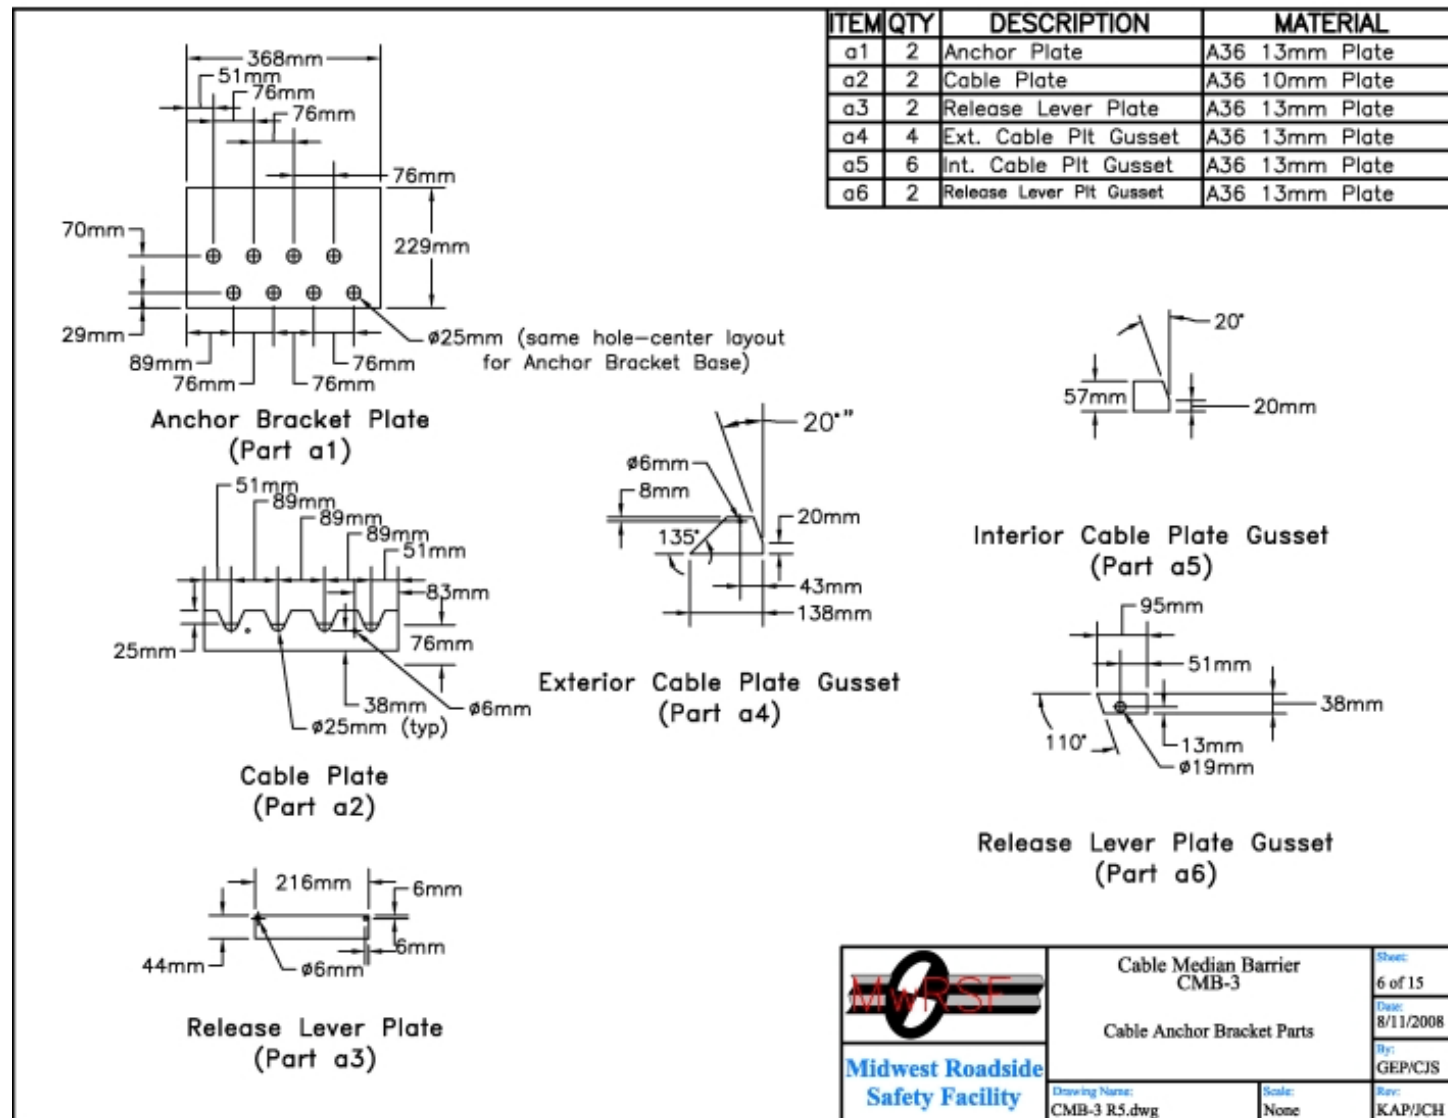 ITEM QTY DESCRIPTION MATERIAL
a1 2 Anchor Plate A36 13mm Plate
a2 2 Cable Plate A36 10mm Plate
a3 2 Release Lever Plate A36 13mm Plate
a4 4 Ext. Cable Plt Gusset A36 13mm Plate
a5 6 Int. Cable Plt Gusset A36 13mm Plate
a6 2 Release Lever Plt Gusset A36 13mm Plate
368mm
51mm
76mm
76mm
76mm
70mm
229mm
29mm
89mm
76mm
76mm
76mm
ø25mm (same hole-center layout
for Anchor Bracket Base)
Anchor Bracket Plate
(Part a1)
51mm
89mm
89mm
89mm
51mm
83mm
76mm
25mm
38mm
ø6mm
ø25mm (typ)
Cable Plate
(Part a2)
216mm
6mm
6mm
44mm
ø6mm
Release Lever Plate
(Part a3)
20°"
ø6mm
8mm
20mm
135°
43mm
138mm
Exterior Cable Plate Gusset
(Part a4)
20°
57mm
20mm
Interior Cable Plate Gusset
(Part a5)
95mm
51mm
38mm
110°
13mm
ø19mm
Release Lever Plate Gusset
(Part a6)
MwRSF
Midwest Roadside
Safety Facility
Cable Median Barrier
CMB-3
Cable Anchor Bracket Parts
Drawing Name:
CMB-3 R5.dwg
Scale:
None
Sheet:
6 of 15
Date:
8/11/2008
By:
GEP/CJS
Rev:
KAP/JCH